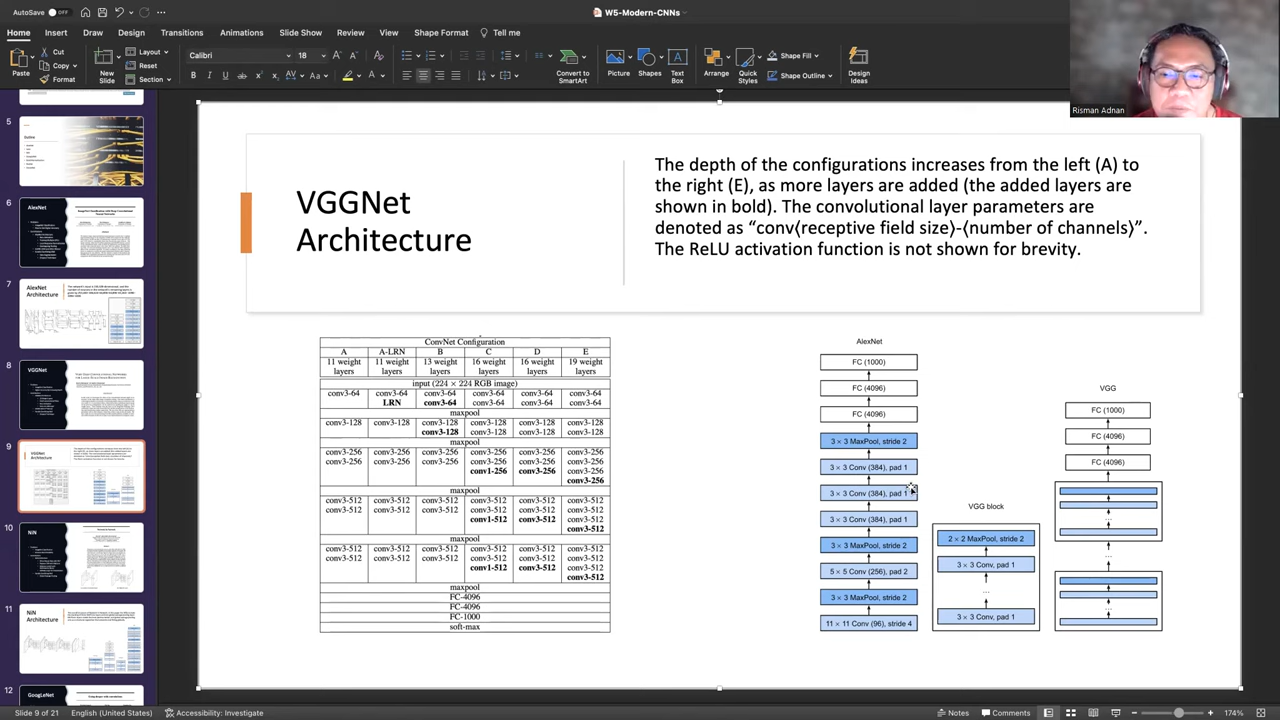 AutoSave OFF
W5-Modern-CNNs
Home Insert Draw Design Transitions Animations Slide Show Review View Shape Format Tell me
Paste
Cut
Copy
Format
New Slide
Layout
Reset
Section
Calibri
18
Convert to SmartArt
Picture
Shapes
Text Box
Arrange
Quick Styles
Shape Fill
Shape Outline
Design Ideas
Risman Adnan
5
Outline
6
AlexNet
7
AlexNet Architecture
8
VGGNet
9
VGGNet Architecture
10
NiN
11
NiN Architecture
12
GoogLeNet
VGGNet
Architecture
The depth of the configurations increases from the left (A) to
the right (E), as more layers are added (the added layers are
shown in bold). The convolutional layer parameters are
denoted as “conv⟨receptive field size⟩-⟨number of channels⟩”.
The ReLU activation function is not shown for brevity.
ConvNet Configuration
A A-LRN B C D E
11 weight 11 weight 13 weight 16 weight 16 weight 19 weight
layers layers layers layers layers layers
input (224 × 224 RGB image)
conv3-64 conv3-64 conv3-64 conv3-64 conv3-64 conv3-64
LRN conv3-64 conv3-64 conv3-64 conv3-64
maxpool
conv3-128 conv3-128 conv3-128 conv3-128 conv3-128 conv3-128
conv3-128 conv3-128 conv3-128 conv3-128
maxpool
conv3-256 conv3-256 conv3-256 conv3-256 conv3-256 conv3-256
conv3-256 conv3-256 conv3-256 conv3-256 conv3-256 conv3-256
conv1-256 conv3-256 conv3-256
conv3-256
maxpool
conv3-512 conv3-512 conv3-512 conv3-512 conv3-512 conv3-512
conv3-512 conv3-512 conv3-512 conv3-512 conv3-512 conv3-512
conv1-512 conv3-512 conv3-512
conv3-512
maxpool
conv3-512 conv3-512 conv3-512 conv3-512 conv3-512 conv3-512
conv3-512 conv3-512 conv3-512 conv3-512 conv3-512 conv3-512
conv1-512 conv3-512 conv3-512
conv3-512
maxpool
FC-4096
FC-4096
FC-1000
soft-max
AlexNet
FC (1000)
FC (4096)
FC (4096)
3 × 3 MaxPool, stride 2
3 × 3 Conv (384), pad 1
3 × 3 Conv (384), pad 1
3 × 3 Conv (384), pad 1
3 × 3 MaxPool, stride 2
5 × 5 Conv (256), pad 2
3 × 3 MaxPool, stride 2
11 × 11 Conv (96), stride 4
VGG block
2 × 2 MaxPool, stride 2
3 × 3 Conv, pad 1
...
3 × 3 Conv, pad 1
VGG
FC (1000)
FC (4096)
FC (4096)
...
...
...
Slide 9 of 21 English (United States) Accessibility: Investigate
Notes Comments 174%